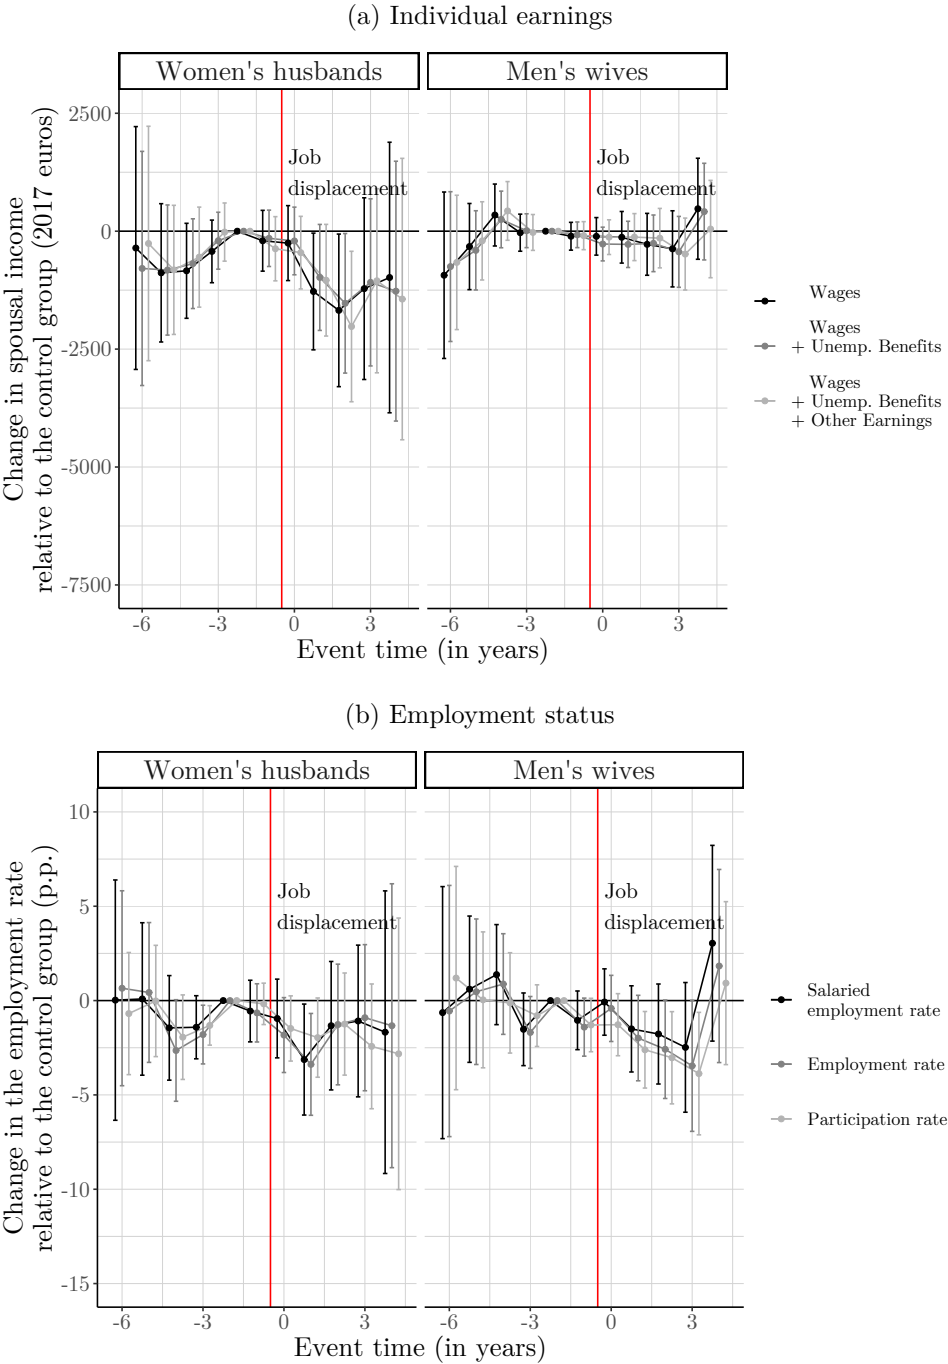 (a) Individual earnings
Women's husbands
Men's wives
Change in spousal income
relative to the control group (2017 euros)
2500
0
-2500
-5000
-7500
Job
displacement
Job
displacement
-6
-3
0
3
-6
-3
0
3
Event time (in years)
Wages
Wages
+ Unemp. Benefits
Wages
+ Unemp. Benefits
+ Other Earnings
(b) Employment status
Women's husbands
Men's wives
Change in the employment rate
relative to the control group (p.p.)
10
5
0
-5
-10
-15
Job
displacement
Job
displacement
-6
-3
0
3
-6
-3
0
3
Event time (in years)
Salaried
employment rate
Employment rate
Participation rate